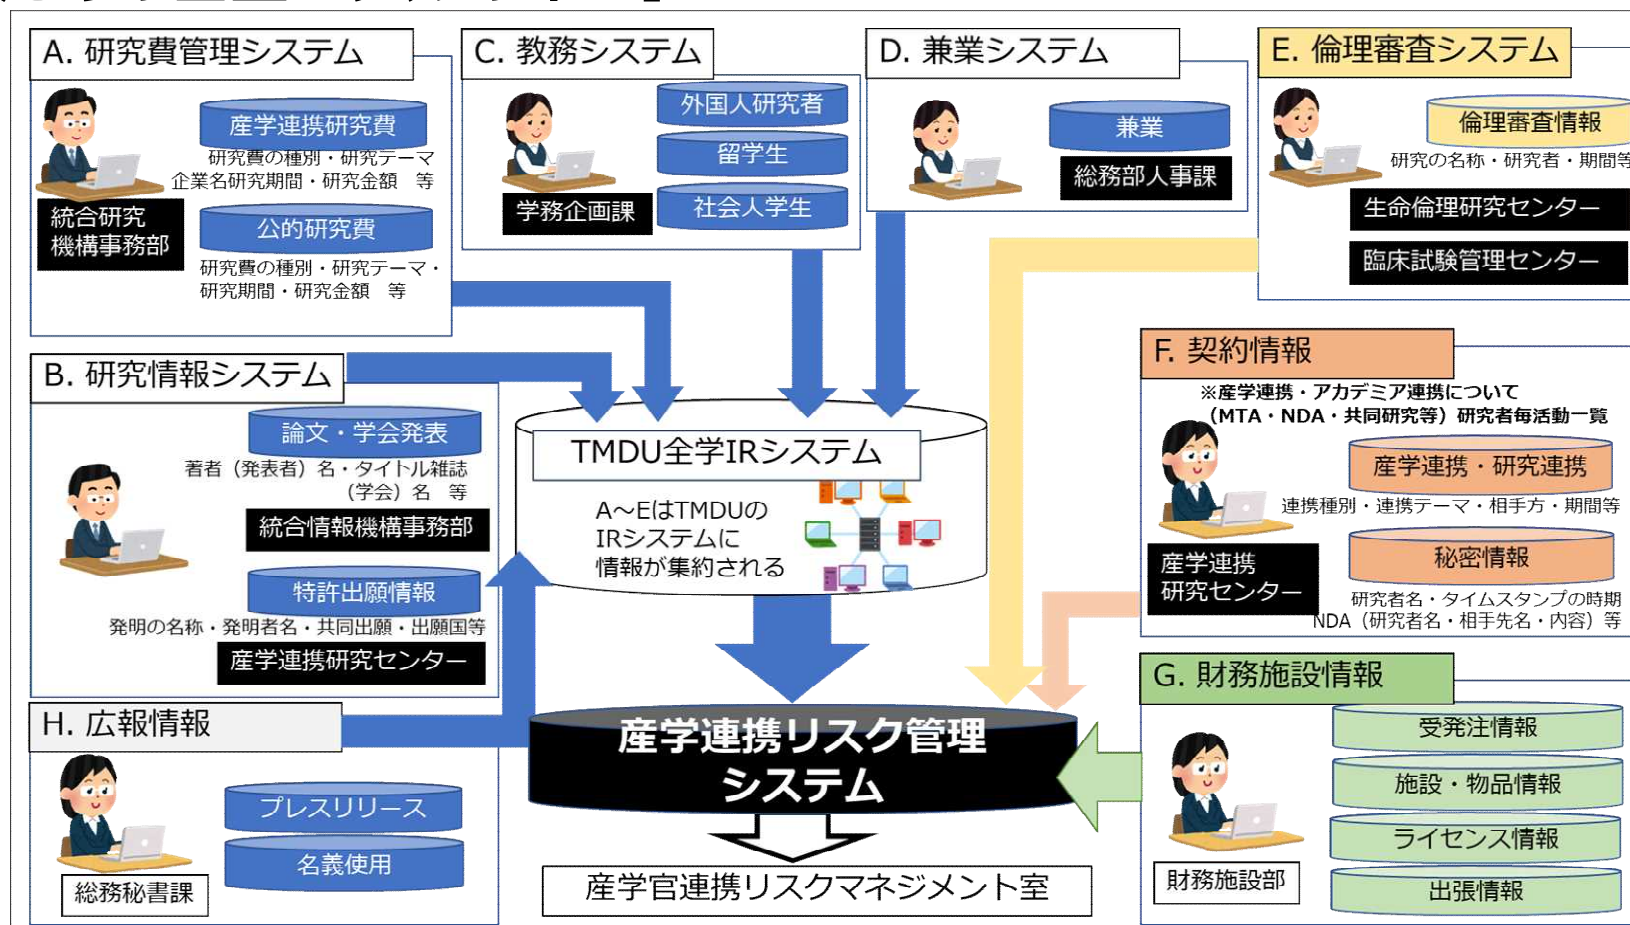 A. 研究費管理システム
産学連携研究費
研究費の種別・研究テーマ
企業名研究期間・研究金額　等
統合研究
機構事務部
公的研究費
研究費の種別・研究テーマ・
研究期間・研究金額　等
C. 教務システム
外国人研究者
留学生
社会人学生
学務企画課
D. 兼業システム
兼業
総務部人事課
E. 倫理審査システム
倫理審査情報
研究の名称・研究者・期間等
生命倫理研究センター
臨床試験管理センター
B. 研究情報システム
論文・学会発表
著者（発表者）名・タイトル雑誌
（学会）名　等
統合情報機構事務部
特許出願情報
発明の名称・発明者名・共同出願・出願国等
産学連携研究センター
TMDU全学IRシステム
A～EはTMDUの
IRシステムに
情報が集約される
F. 契約情報
※産学連携・アカデミア連携について
（MTA・NDA・共同研究等）研究者毎活動一覧
産学連携・研究連携
連携種別・連携テーマ・相手方・期間等
産学連携
研究センター
秘密情報
研究者名・タイムスタンプの時期
NDA（研究者名・相手先名・内容）等
H. 広報情報
プレスリリース
名義使用
総務秘書課
産学連携リスク管理
システム
産学官連携リスクマネジメント室
G. 財務施設情報
受発注情報
施設・物品情報
ライセンス情報
出張情報
財務施設部